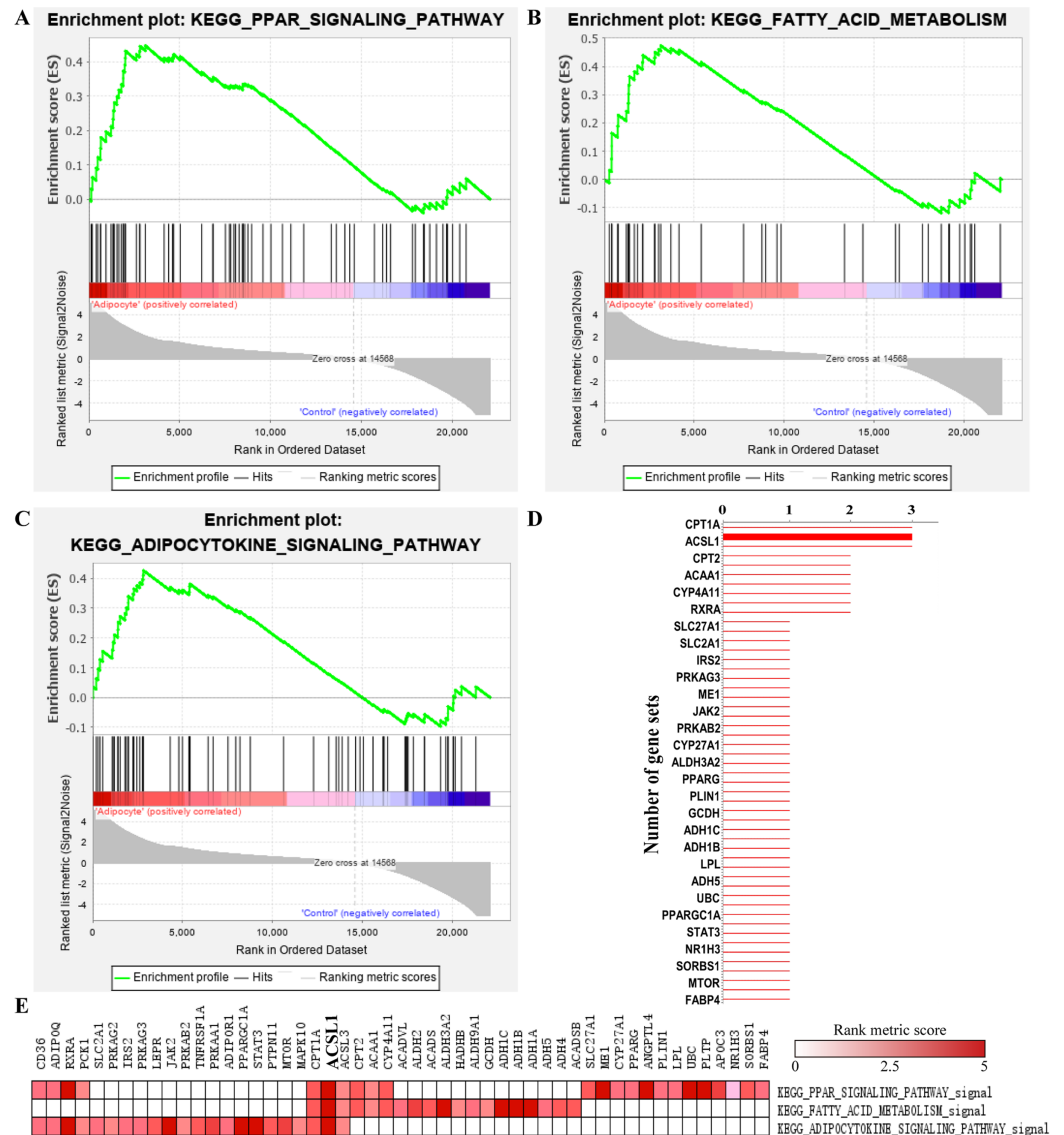 A
Enrichment plot: KEGG_PPAR_SIGNALING_PATHWAY
Enrichment score (ES)
0.4
0.3
0.2
0.1
0.0
'Adipocyte' (positively correlated)
Ranked list metric (Signal2Noise)
4
2
0
-2
-4
Zero cross at 14568
'Control' (negatively correlated)
0 5,000 10,000 15,000 20,000
Rank in Ordered Dataset
Enrichment profile Hits Ranking metric scores
B
Enrichment plot: KEGG_FATTY_ACID_METABOLISM
Enrichment score (ES)
0.5
0.4
0.3
0.2
0.1
0.0
-0.1
'Adipocyte' (positively correlated)
Ranked list metric (Signal2Noise)
4
2
0
-2
-4
Zero cross at 14568
'Control' (negatively correlated)
0 5,000 10,000 15,000 20,000
Rank in Ordered Dataset
Enrichment profile Hits Ranking metric scores
C
Enrichment plot:
KEGG_ADIPOCYTOKINE_SIGNALING_PATHWAY
Enrichment score (ES)
0.4
0.3
0.2
0.1
0.0
-0.1
'Adipocyte' (positively correlated)
Ranked list metric (Signal2Noise)
4
2
0
-2
-4
Zero cross at 14568
'Control' (negatively correlated)
0 5,000 10,000 15,000 20,000
Rank in Ordered Dataset
Enrichment profile Hits Ranking metric scores
D
0 1 2 3
Number of gene sets
CPT1A
ACSL1
CPT2
ACAA1
CYP4A11
RXRA
SLC27A1
SLC2A1
IRS2
PRKAG3
ME1
JAK2
PRKAB2
CYP27A1
ALDH3A2
PPARG
PLIN1
GCDH
ADH1C
ADH1B
LPL
ADH5
UBC
PPARGC1A
STAT3
NR1H3
SORBS1
MTOR
FABP4
E
CD36
ADIPOQ
RXRA
PCK1
SLC2A1
PRKAG2
IRS2
PRKAG3
LEPR
JAK2
PRKAB2
TNFRSF1A
PRKAA1
ADIPOR1
PPARGC1A
STAT3
PTPN11
MTOR
MAPK10
CPT1A
ACSL1
ACSL3
CPT2
ACAA1
CYP4A11
ACADVL
ALDH2
ACADS
ALDH3A2
HADHB
ALDH9A1
GCDH
ADH1C
ADH1B
ADH1A
ADH5
ADH4
ACADSB
SLC27A1
ME1
CYP27A1
PPARG
ANGPTL4
PLIN1
LPL
UBC
PLTP
APOC3
NR1H3
SORBS1
FABP4
Rank metric score
0 2.5 5
KEGG_PPAR_SIGNALING_PATHWAY_signal
KEGG_FATTY_ACID_METABOLISM_signal
KEGG_ADIPOCYTOKINE_SIGNALING_PATHWAY_signal